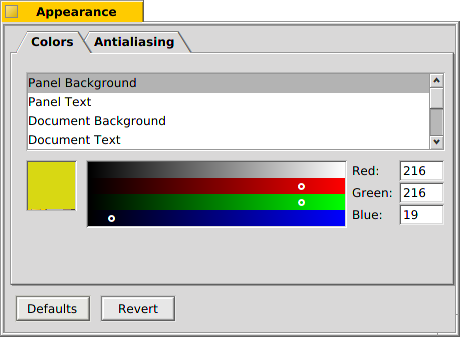 Appearance
Colors Antialiasing
Panel Background
Panel Text
Document Background
Document Text
Red: 216
Green: 216
Blue: 19
Defaults Revert